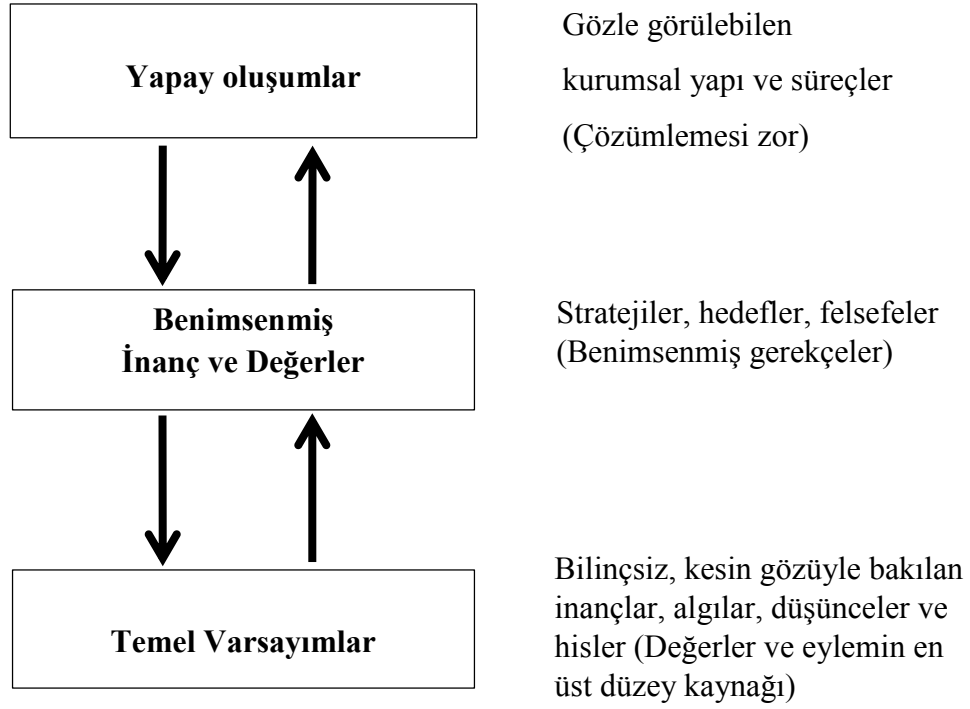 Yapay oluşumlar
Gözle görülebilen
kurumsal yapı ve süreçler
(Çözümlemesi zor)
Benimsenmiş
İnanç ve Değerler
Stratejiler, hedefler, felsefeler
(Benimsenmiş gerekçeler)
Temel Varsayımlar
Bilinçsiz, kesin gözüyle bakılan
inançlar, algılar, düşünceler ve
hisler (Değerler ve eylemin en
üst düzey kaynağı)